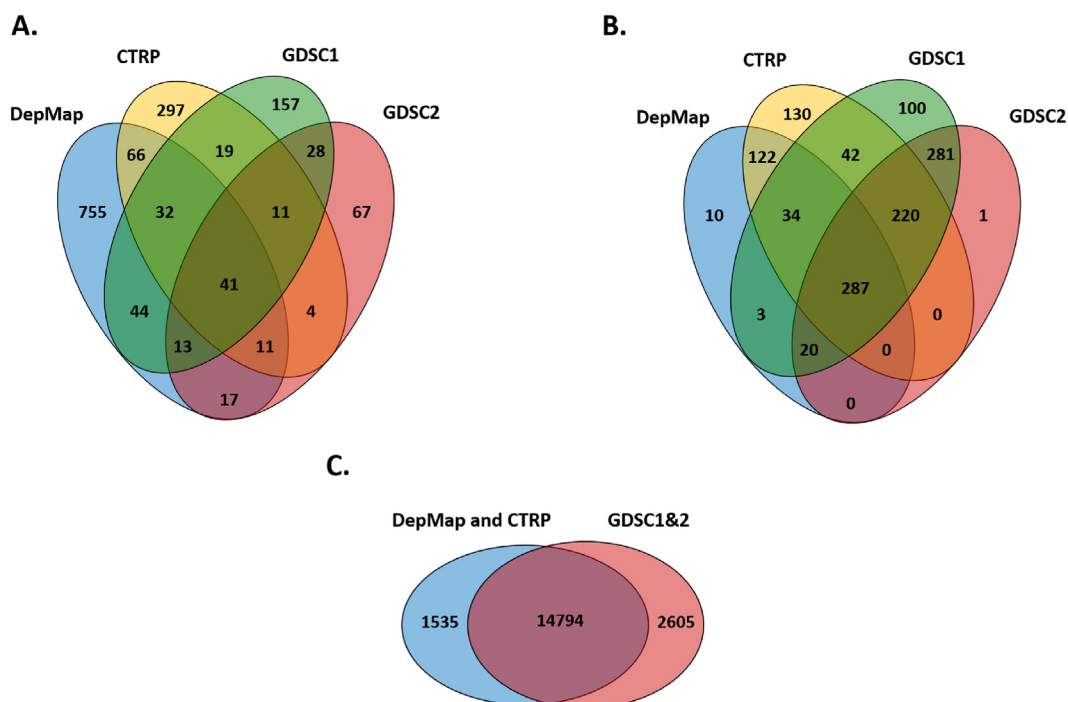 A.
B.
CTRP
GDSC1
CTRP
GDSC1
DepMap
297
157
GDSC2
DepMap
130
100
GDSC2
66
19
28
122
42
281
755
32
11
67
10
34
220
1
41
287
44
4
3
0
13
11
20
0
17
0
C.
DepMap and CTRP
GDSC1&2
1535
14794
2605